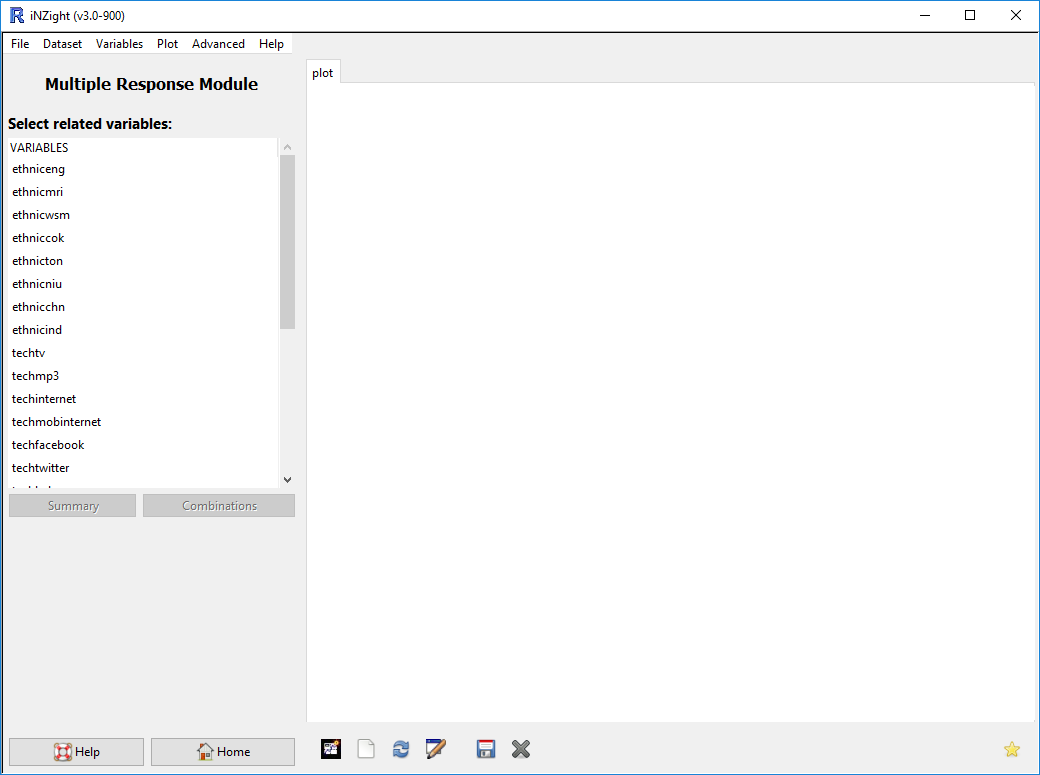 iNZight (v3.0-900)
File Dataset Variables Plot Advanced Help
Multiple Response Module
plot
Select related variables:
VARIABLES
ethniceng
ethnicmri
ethnicwsm
ethniccok
ethnicton
ethnicniu
ethnicchn
ethnicind
techtv
techmp3
techinternet
techmobinternet
techfacebook
techtwitter
Summary Combinations
Help Home